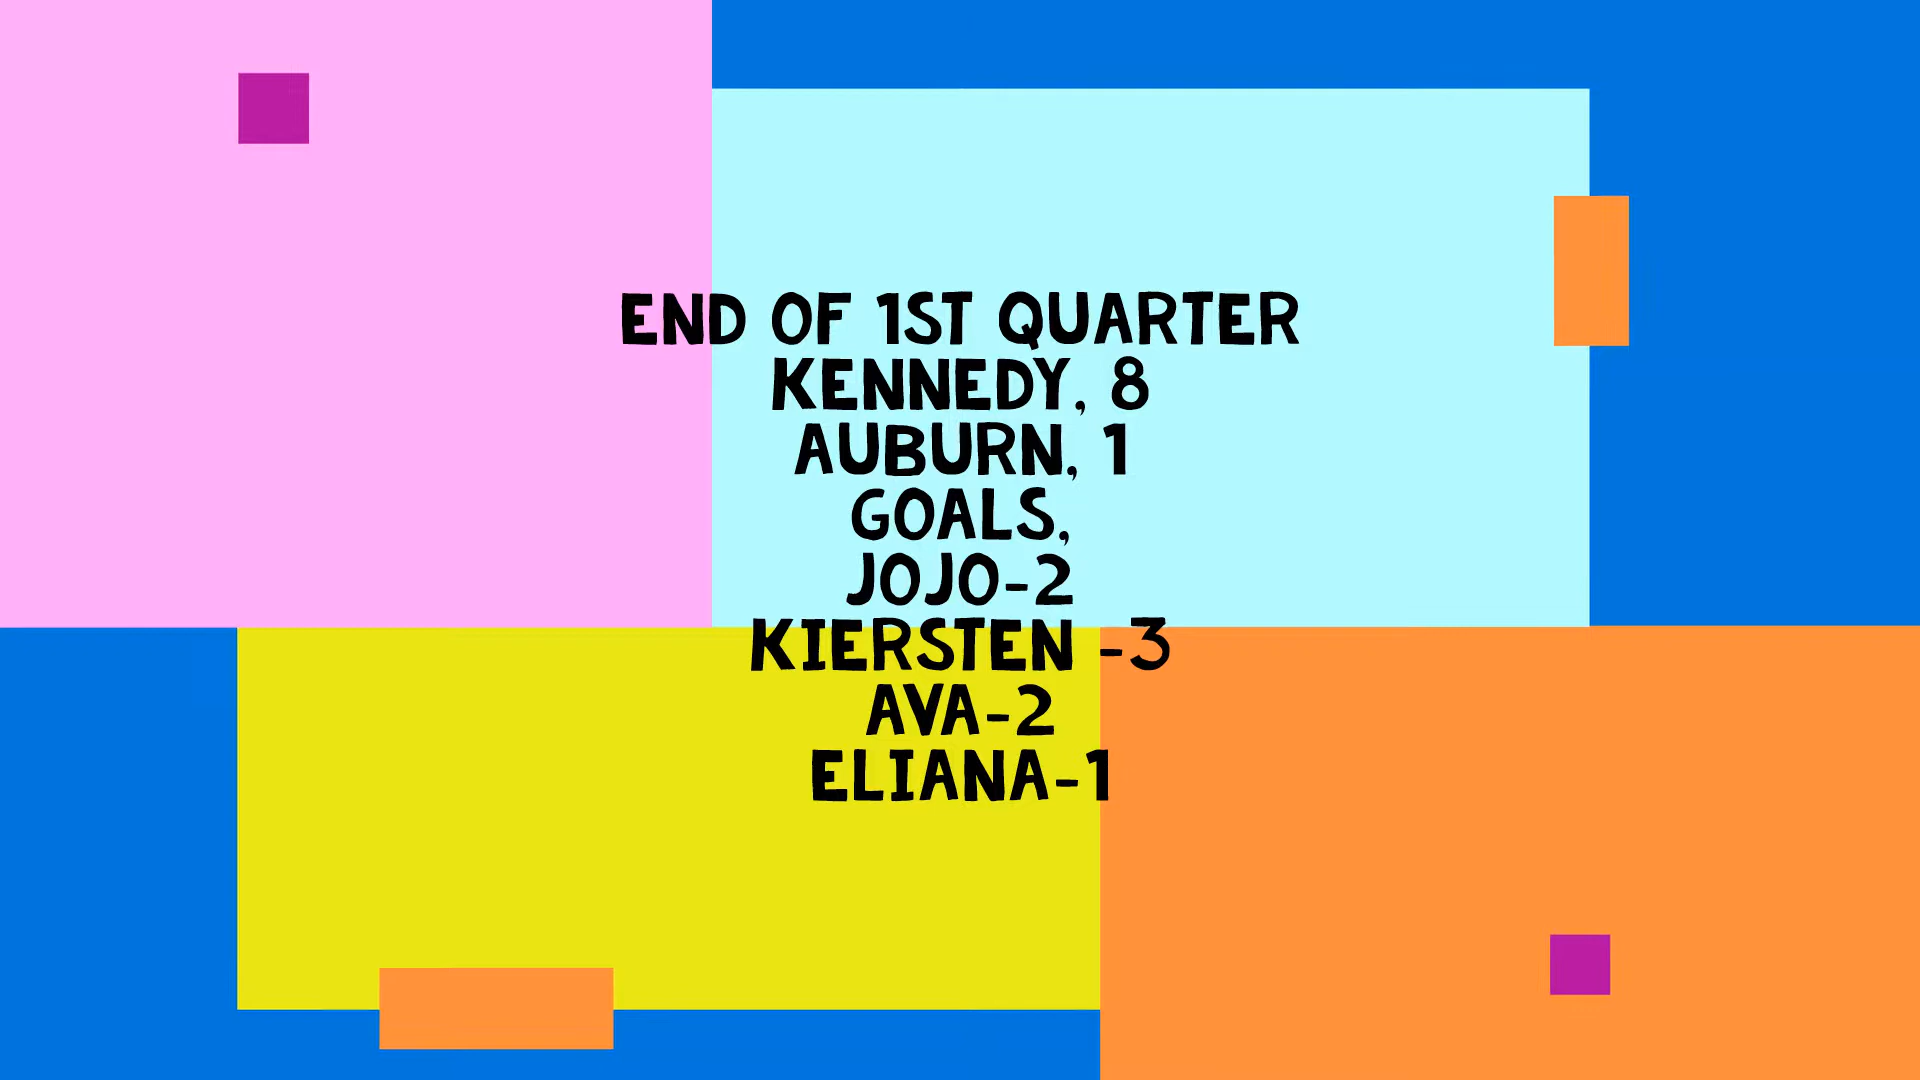 END OF 1ST QUARTER
KENNEDY, 8
AUBURN, 1
GOALS,
JOJO-2
KIERSTEN -3
AVA-2
ELIANA-1